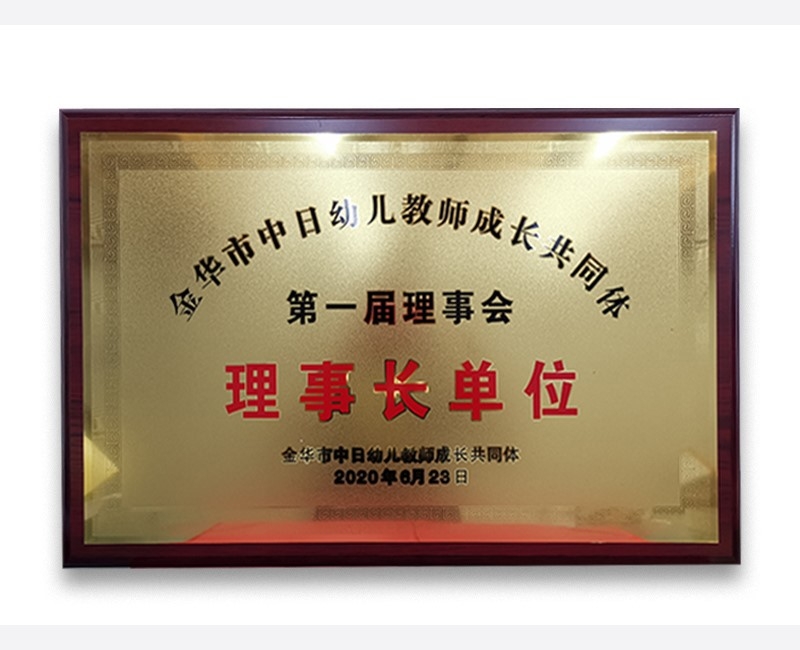 金华市中日幼儿教师成长共同体
第一届理事会
理事长单位
金华市中日幼儿教师成长共同体
2020年6月23日